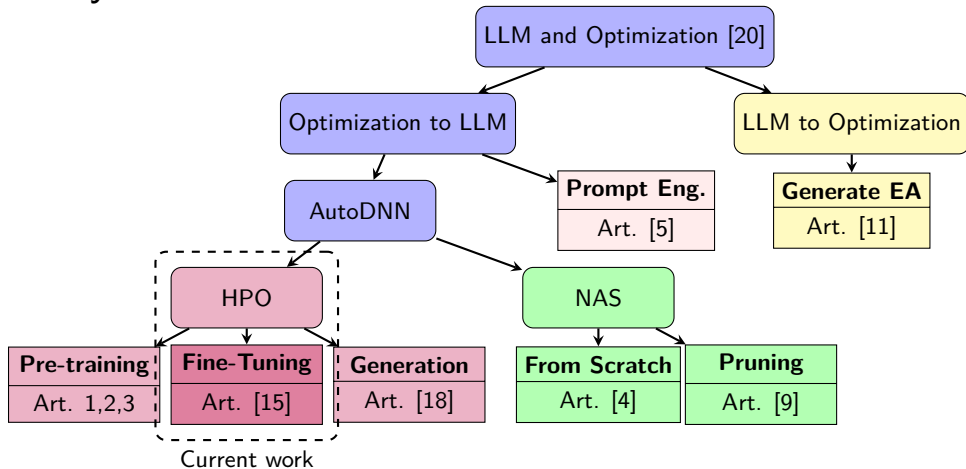 LLM and Optimization [20]
Optimization to LLM
LLM to Optimization
Prompt Eng.
Art. [5]
Generate EA
Art. [11]
AutoDNN
HPO
NAS
Pre-training
Art. 1,2,3
Fine-Tuning
Art. [15]
Generation
Art. [18]
From Scratch
Art. [4]
Pruning
Art. [9]
Current work